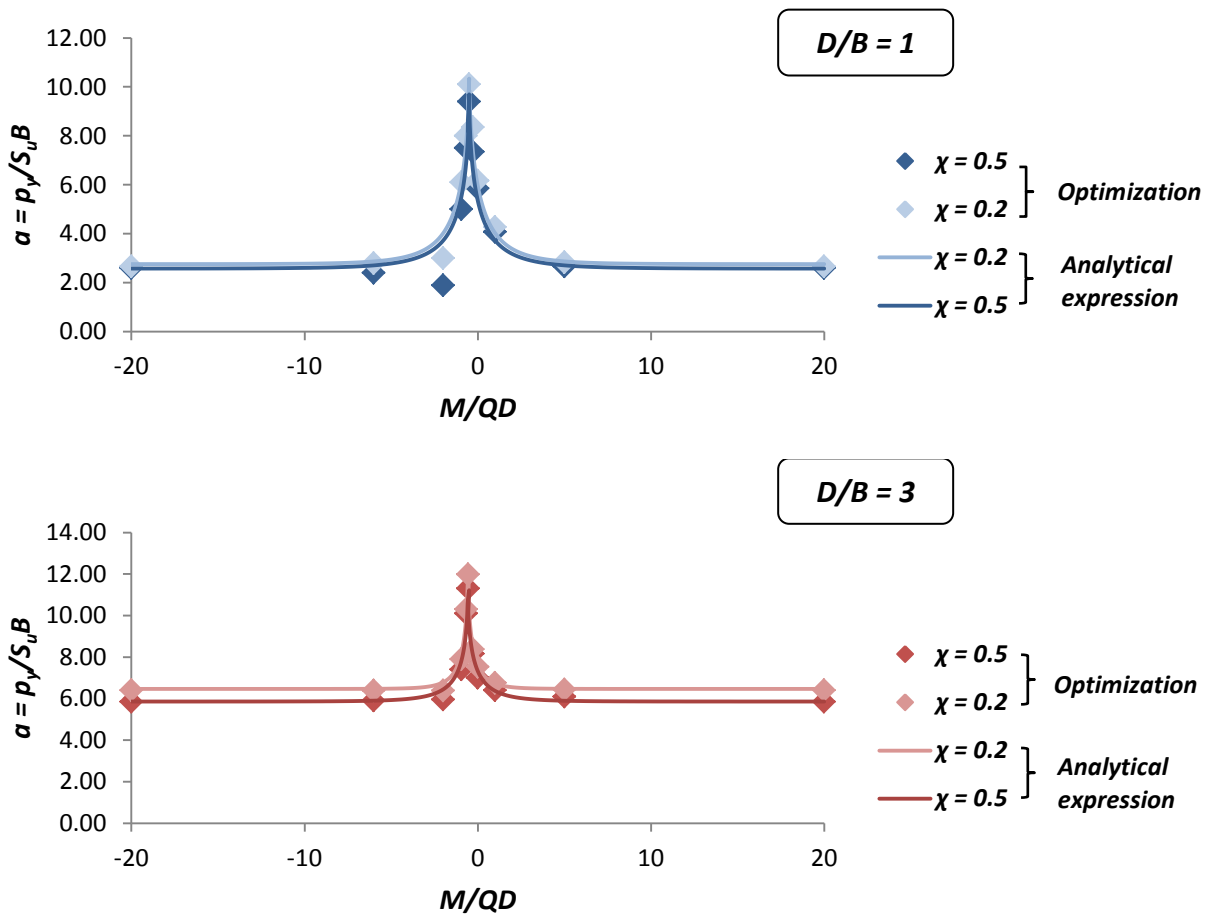 D/B = 1
12.00
10.00
8.00
6.00
4.00
2.00
0.00
a = py/SuB
-20
-10
0
10
20
M/QD
χ = 0.5
χ = 0.2
Optimization
χ = 0.2
χ = 0.5
Analytical
expression
D/B = 3
14.00
12.00
10.00
8.00
6.00
4.00
2.00
0.00
a = py/SuB
-20
-10
0
10
20
M/QD
χ = 0.5
χ = 0.2
Optimization
χ = 0.2
χ = 0.5
Analytical
expression